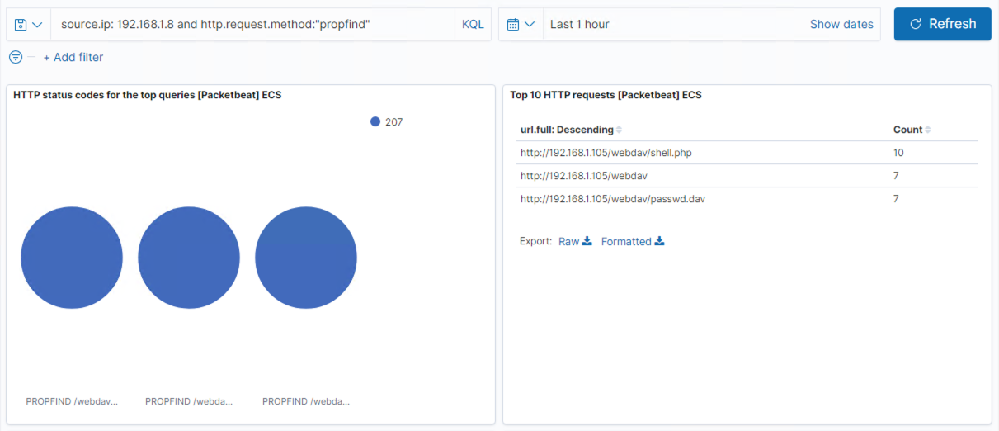 source.ip: 192.168.1.8 and http.request.method:"propfind" KQL Last 1 hour Show dates Refresh
+ Add filter
HTTP status codes for the top queries [Packetbeat] ECS
207
PROPFIND /webdav... PROPFIND /webda... PROPFIND /webda...
Top 10 HTTP requests [Packetbeat] ECS
url.full: Descending Count
http://192.168.1.105/webdav/shell.php 10
http://192.168.1.105/webdav 7
http://192.168.1.105/webdav/passwd.dav 7
Export: Raw Formatted